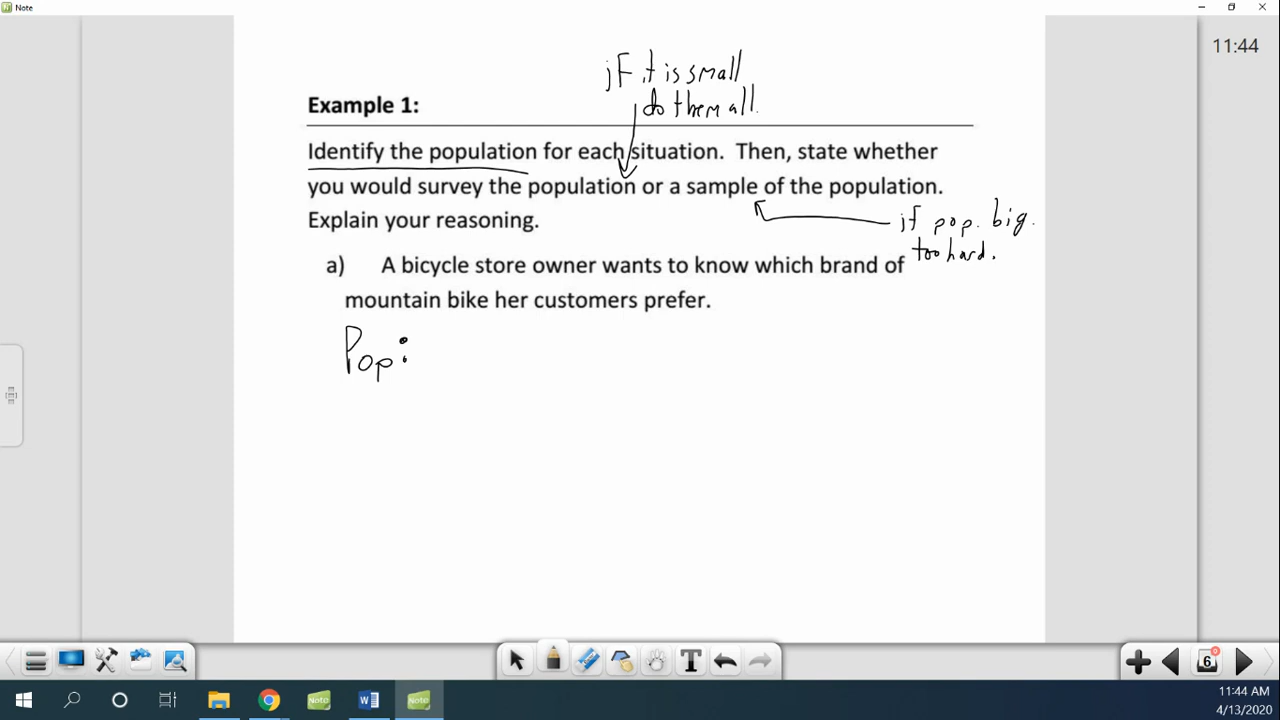 Note
11:44
if it is small
do them all.
Example 1:
Identify the population for each situation. Then, state whether
you would survey the population or a sample of the population.
Explain your reasoning.
if pop. big.
too hard.
a) A bicycle store owner wants to know which brand of
mountain bike her customers prefer.
Pop:
T
6
Note
Note
11:44 AM
4/13/2020